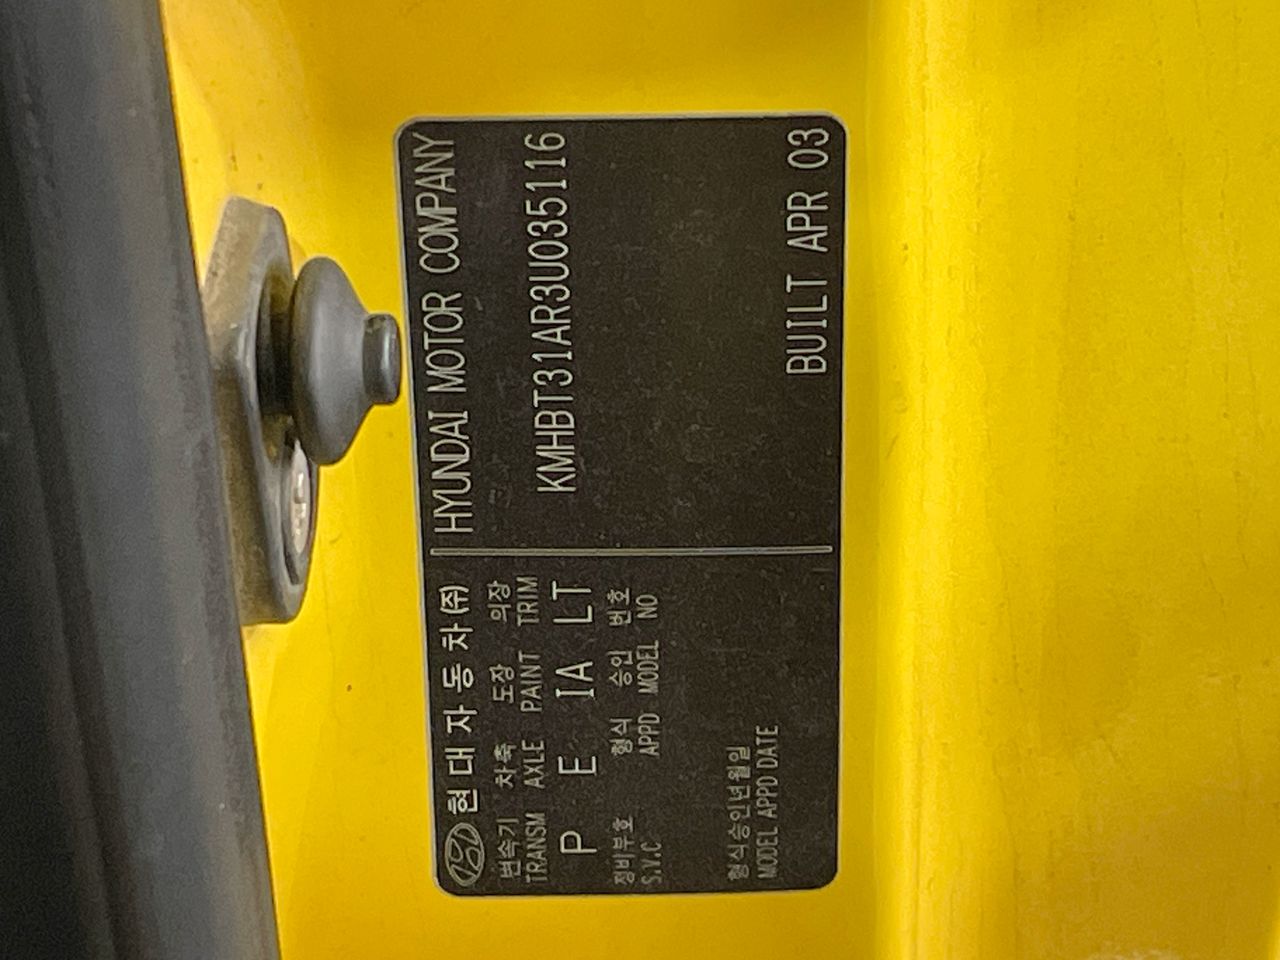 현대자동차(주)
HYUNDAI MOTOR COMPANY
변속기 차축 도장 의장
TRANSM AXLE PAINT TRIM
P E IA LT
KMHBT31AR3U035116
정비부호 형식 승인 번호
S.V.C APPD MODEL NO
형식승인년월일
MODEL APPD DATE
BUILT APR 03